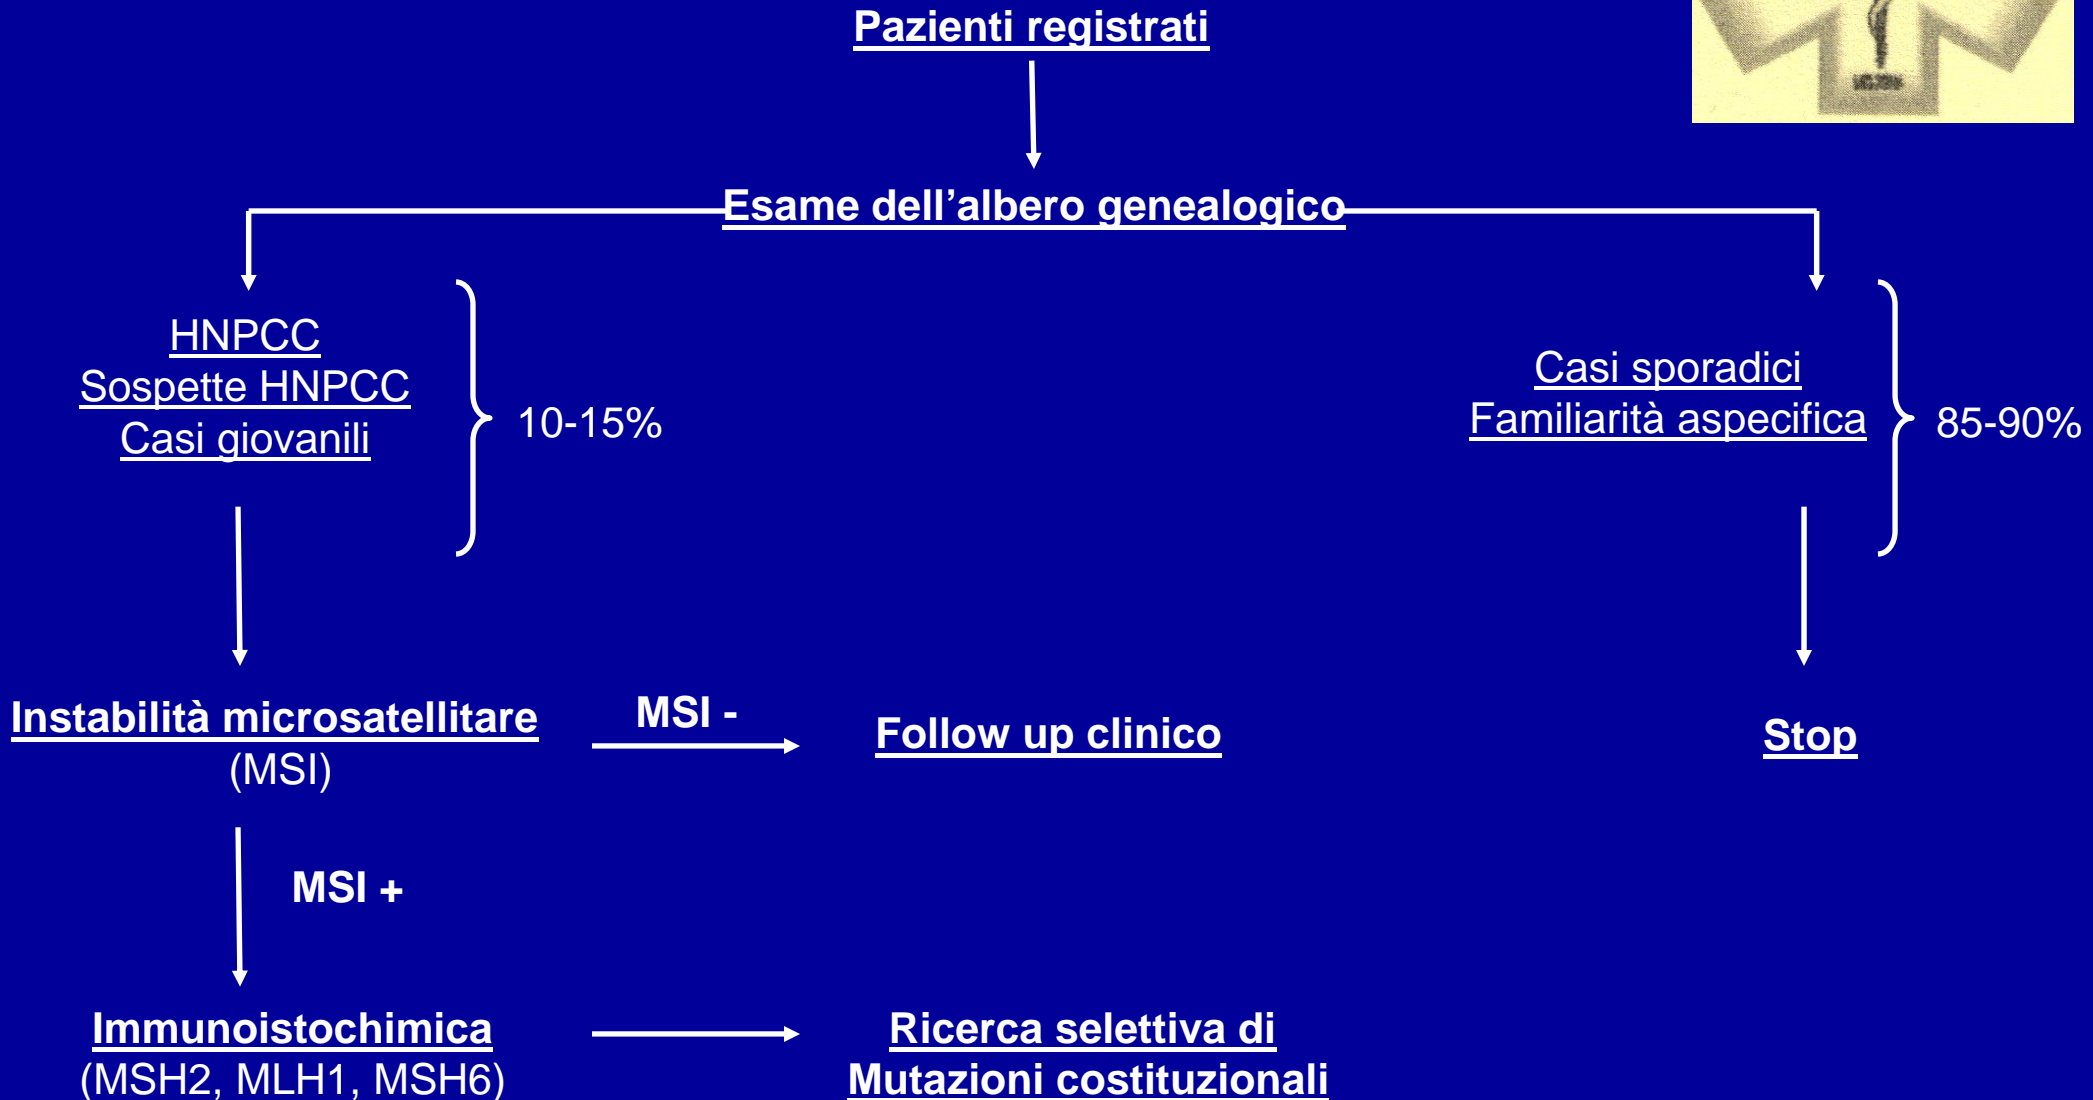 Pazienti registrati
Esame dell’albero genealogico
HNPCC
Sospette HNPCC
Casi giovanili
10-15%
Casi sporadici
Familiarità aspecifica
85-90%
Instabilità microsatellitare
(MSI)
MSI -
Follow up clinico
Stop
MSI +
Immunoistochimica
(MSH2, MLH1, MSH6)
Ricerca selettiva di
Mutazioni costituzionali